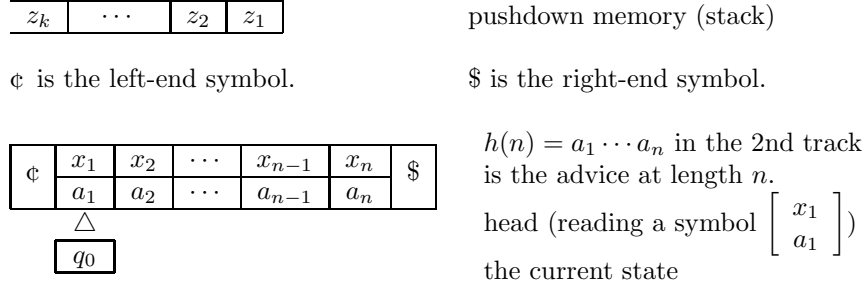 z_k ··· z_2 z_1 pushdown memory (stack)
¢ is the left-end symbol. $ is the right-end symbol.
h(n) = a_1 ··· a_n in the 2nd track
¢ x_1 x_2 ··· x_{n−1} x_n $
is the advice at length n.
a_1 a_2 ··· a_{n−1} a_n
head (reading a symbol [ x_1 a_1 ])
q_0
the current state